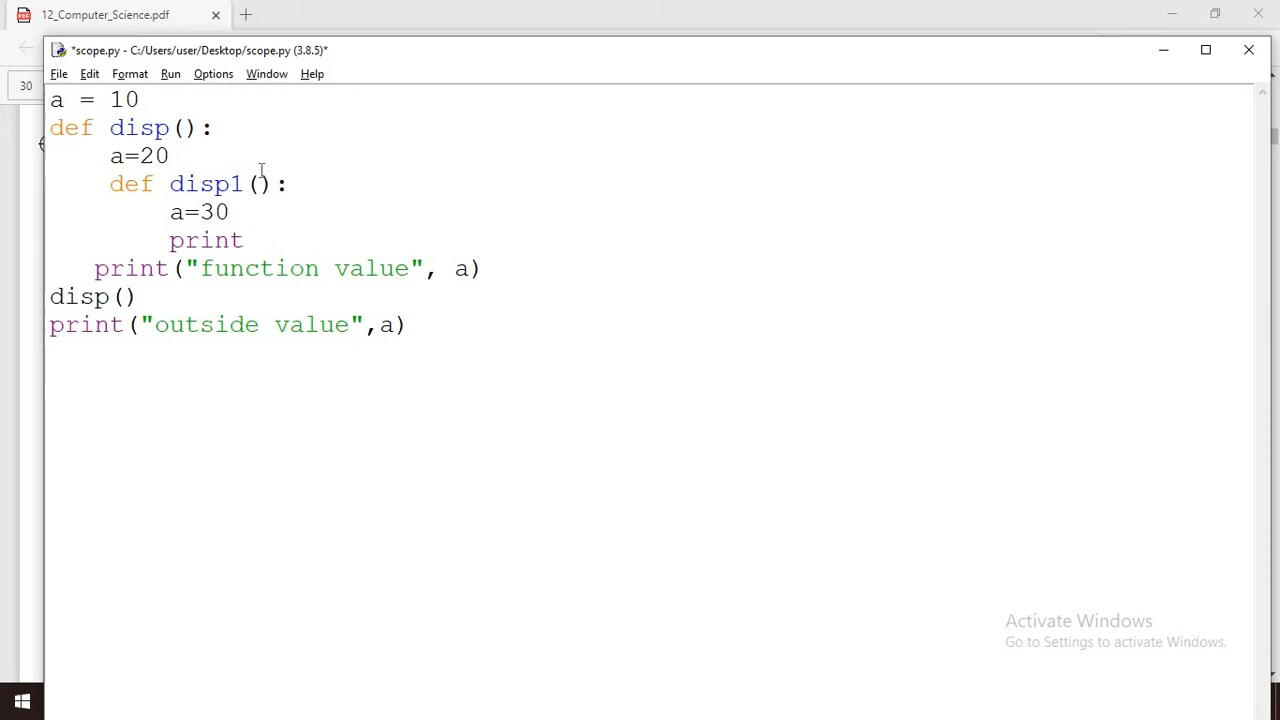 12_Computer_Science.pdf
*scope.py - C:/Users/user/Desktop/scope.py (3.8.5)*
File Edit Format Run Options Window Help
30
a = 10
def disp():
    a=20
    def disp1():
        a=30
        print
   print("function value", a)
disp()
print("outside value",a)
Activate Windows
Go to Settings to activate Windows.